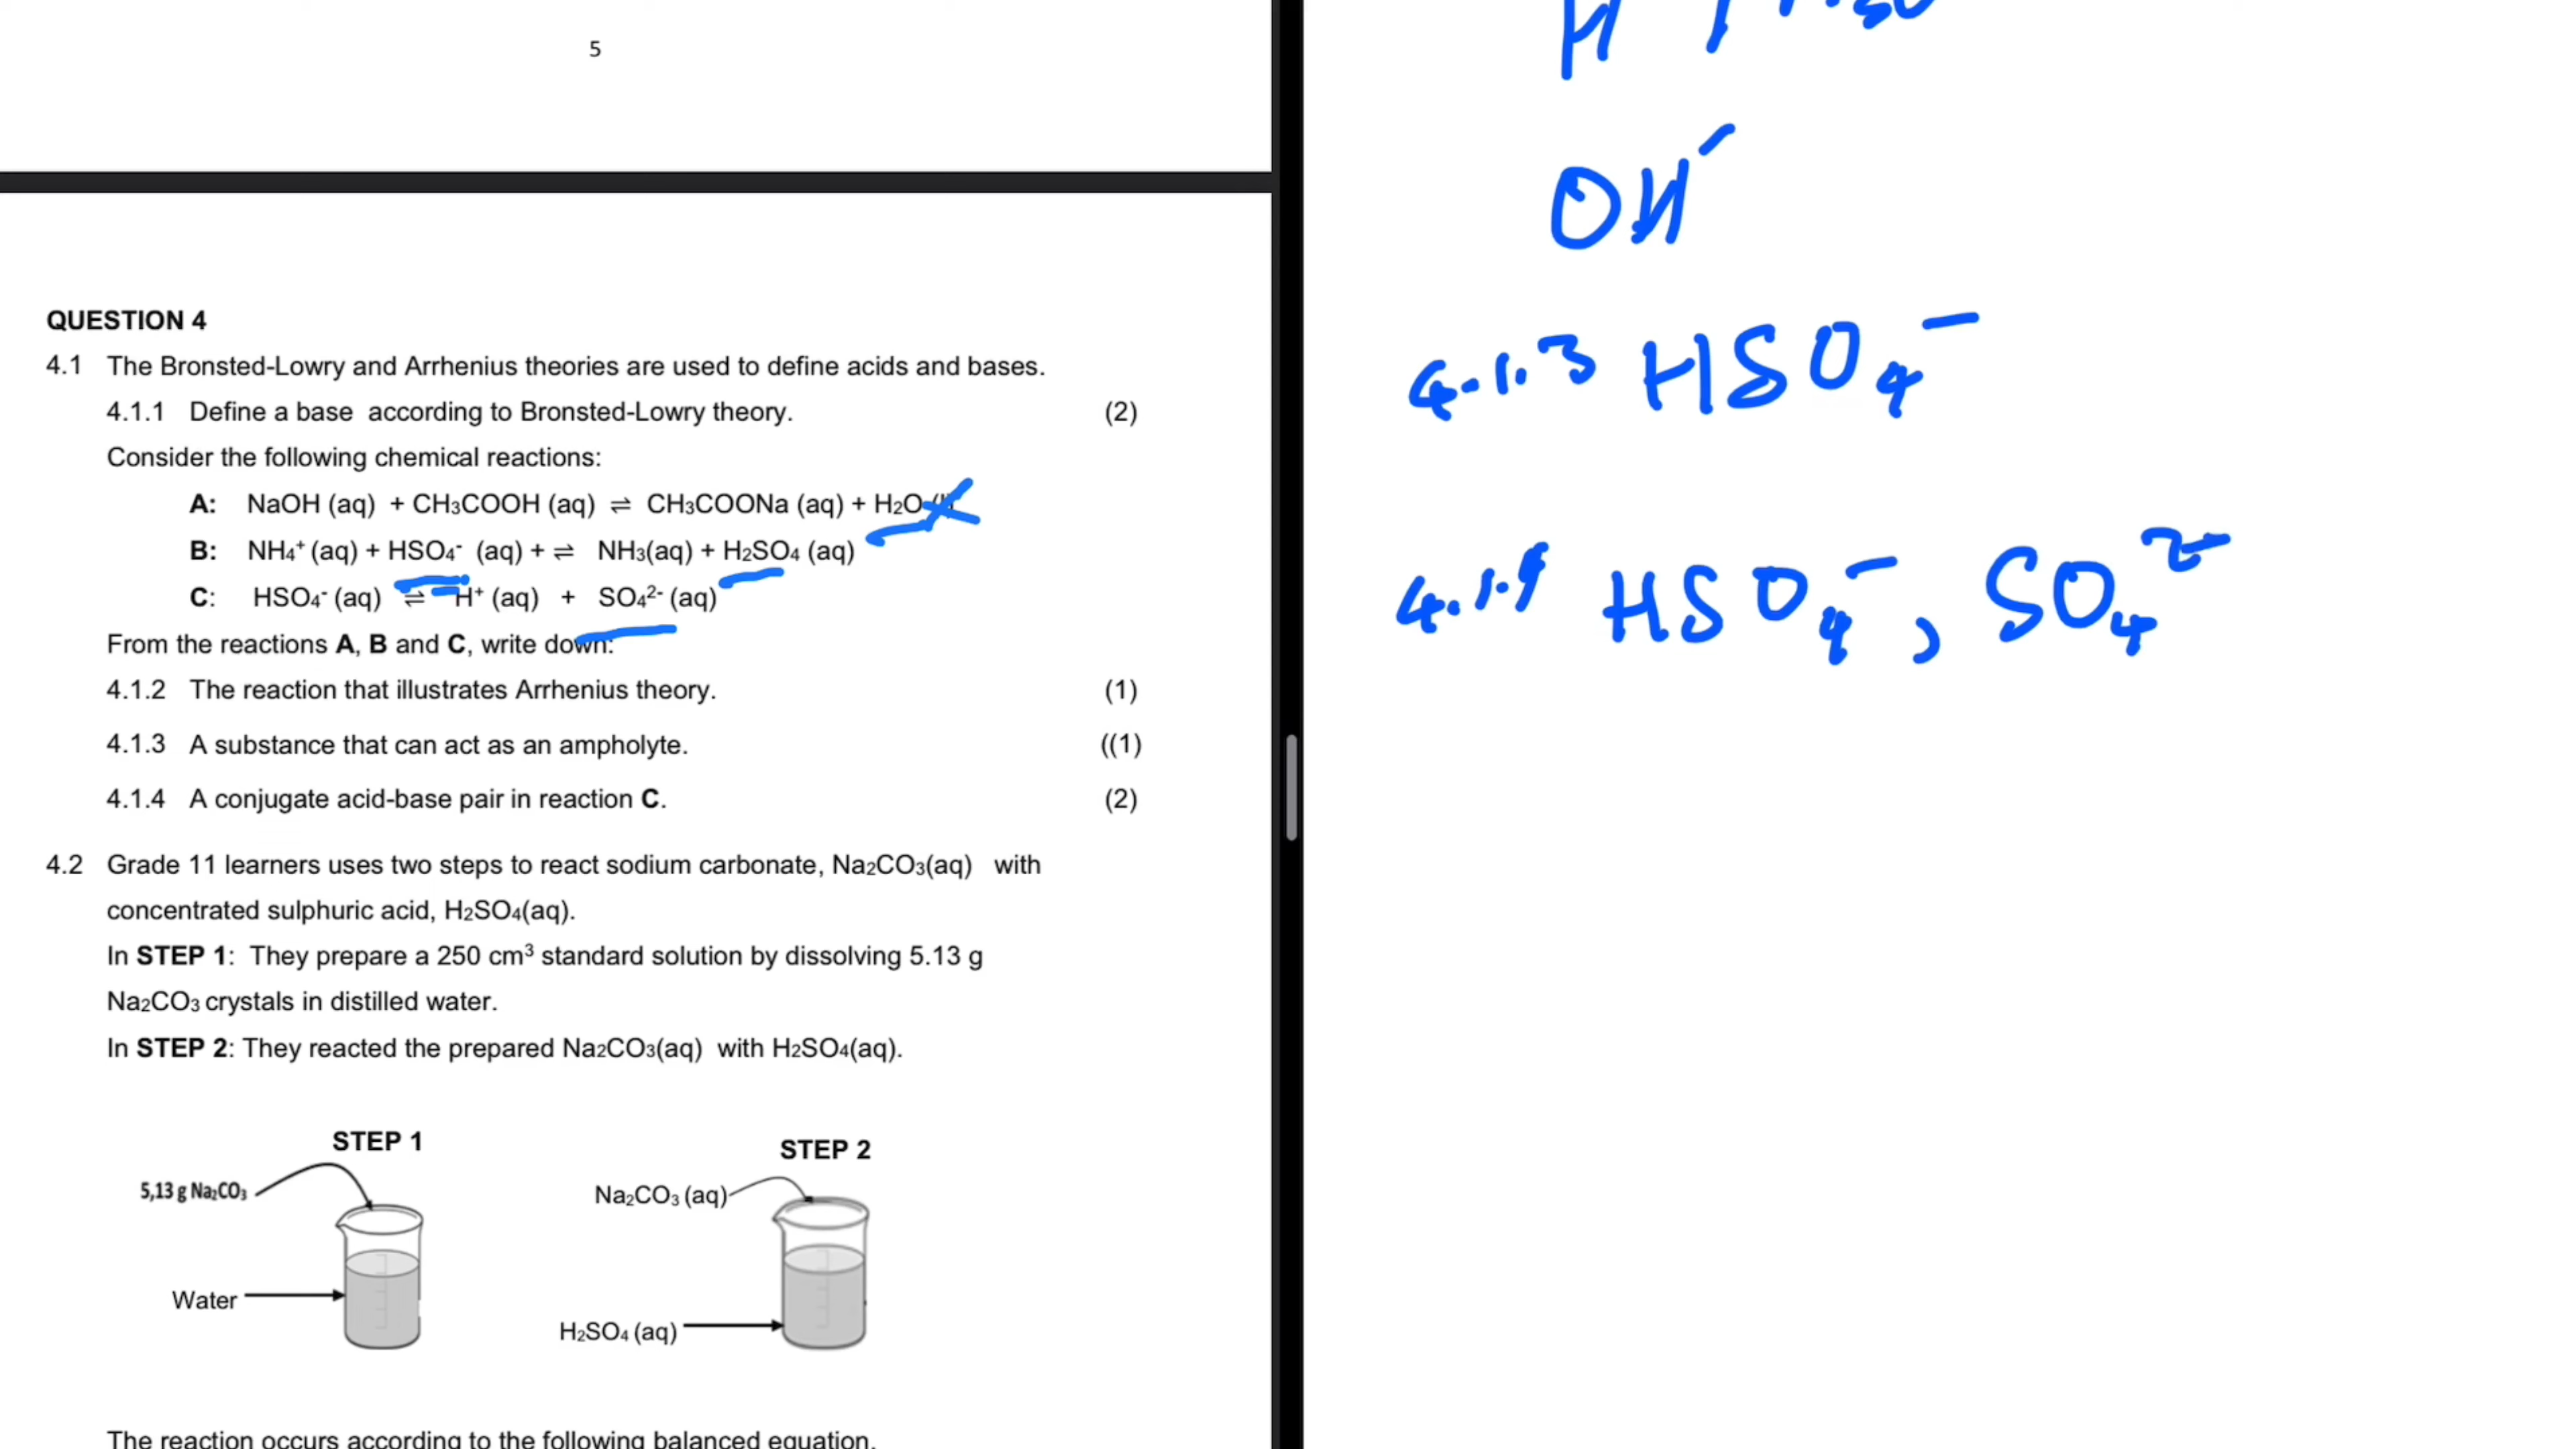 5
QUESTION 4
4.1 The Bronsted-Lowry and Arrhenius theories are used to define acids and bases.
4.1.1 Define a base according to Bronsted-Lowry theory. (2)
Consider the following chemical reactions:
A: NaOH (aq) + CH₃COOH (aq) ⇌ CH₃COONa (aq) + H₂O
B: NH₄⁺ (aq) + HSO₄⁻ (aq) + ⇌ NH₃(aq) + H₂SO₄ (aq)
C: HSO₄⁻ (aq) ⇌ H⁺ (aq) + SO₄²⁻ (aq)
From the reactions A, B and C, write down:
4.1.2 The reaction that illustrates Arrhenius theory. (1)
4.1.3 A substance that can act as an ampholyte. ((1)
4.1.4 A conjugate acid-base pair in reaction C. (2)
4.2 Grade 11 learners uses two steps to react sodium carbonate, Na₂CO₃(aq) with
concentrated sulphuric acid, H₂SO₄(aq).
In STEP 1: They prepare a 250 cm³ standard solution by dissolving 5.13 g
Na₂CO₃ crystals in distilled water.
In STEP 2: They reacted the prepared Na₂CO₃(aq) with H₂SO₄(aq).
STEP 1
5,13 g Na₂CO₃
Water
STEP 2
Na₂CO₃ (aq)
H₂SO₄ (aq)
The reaction occurs according to the following balanced equation.
OH⁻
4.1.3 HSO₄⁻
4.1.4 HSO₄⁻, SO₄²⁻